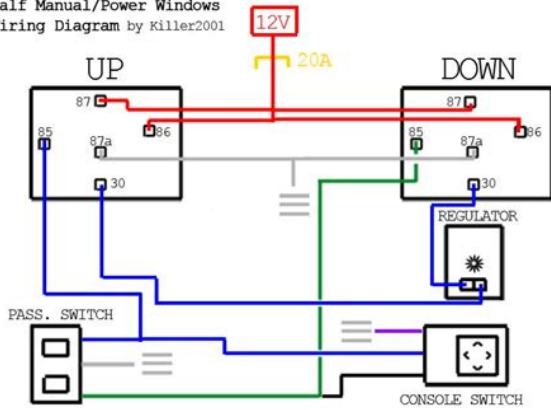 alf Manual/Power Windows
iring Diagram by Killer2001
12V
20A
UP
DOWN
87
87
85
86
87a
85
87a
86
30
30
REGULATOR
PASS. SWITCH
CONSOLE SWITCH